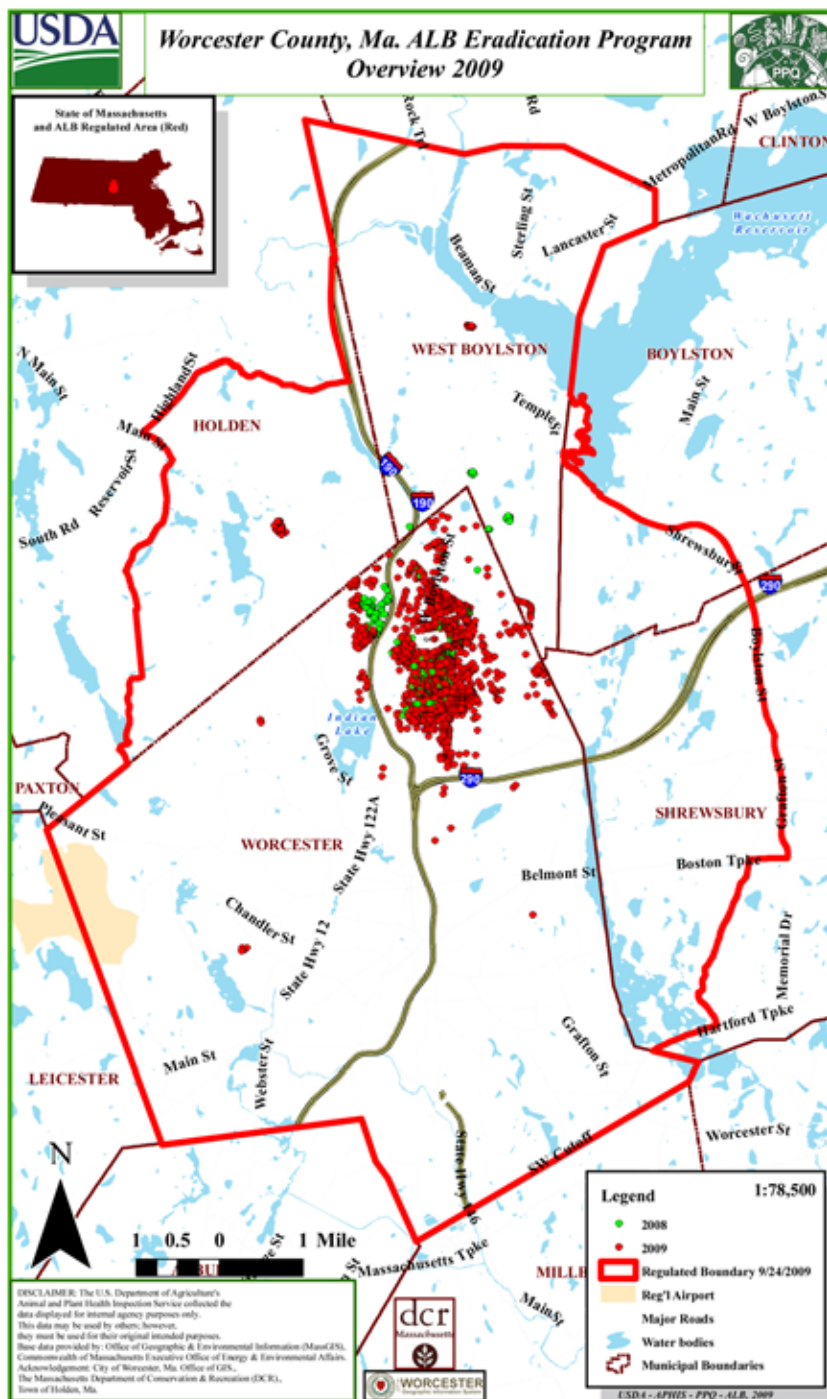 USDA
Worcester County, Ma. ALB Eradication Program
Overview 2009
PPQ
State of Massachusetts
and ALB Regulated Area (Red)
Rock Trl
Rd
Metropolitan Rd
W Boylston S
CLINTON
Wachusett
Reservoir
Sterling St
Lancaster St
Beaman St
WEST BOYLSTON
BOYLSTON
Main St
Temple St
N Main St
Highland St
HOLDEN
Main St
Reservoir St
South Rd
190
190
W Boylston St
Shrewsbury St
290
Boylston St
Indian
Lake
Grove St
290
PAXTON
Pleasant St
WORCESTER
State Hwy 122A
SHREWSBURY
Grafton St
Boston Tpke
Belmont St
Chandler St
State Hwy 12
Memorial Dr
Hartford Tpke
Grafton St
Main St
Webster St
LEICESTER
Worcester St
SW Cutoff
State Hwy 146
N
1 0.5 0 1 Mile
Massachusetts Tpke
MILLB
Main St
Legend 1:78,500
2008
2009
Regulated Boundary 9/24/2009
Reg'l Airport
Major Roads
Water bodies
Municipal Boundaries
DISCLAIMER: The U.S. Department of Agriculture's
Animal and Plant Health Inspection Service collected the
data displayed for internal agency purposes only.
This data may be used by others; however,
they must be used for their original intended purposes.
Base data provided by: Office of Geographic & Environmental Information (MassGIS),
Commonwealth of Massachusetts Executive Office of Energy & Environmental Affairs.
Acknowledgement: City of Worcester, Ma. Office of GIS.,
The Massachusetts Department of Conservation & Recreation (DCR),
Town of Holden, Ma.
dcr
Massachusetts
WORCESTER
Geographic Information System
USDA - APHIS - PPQ - ALB, 2009